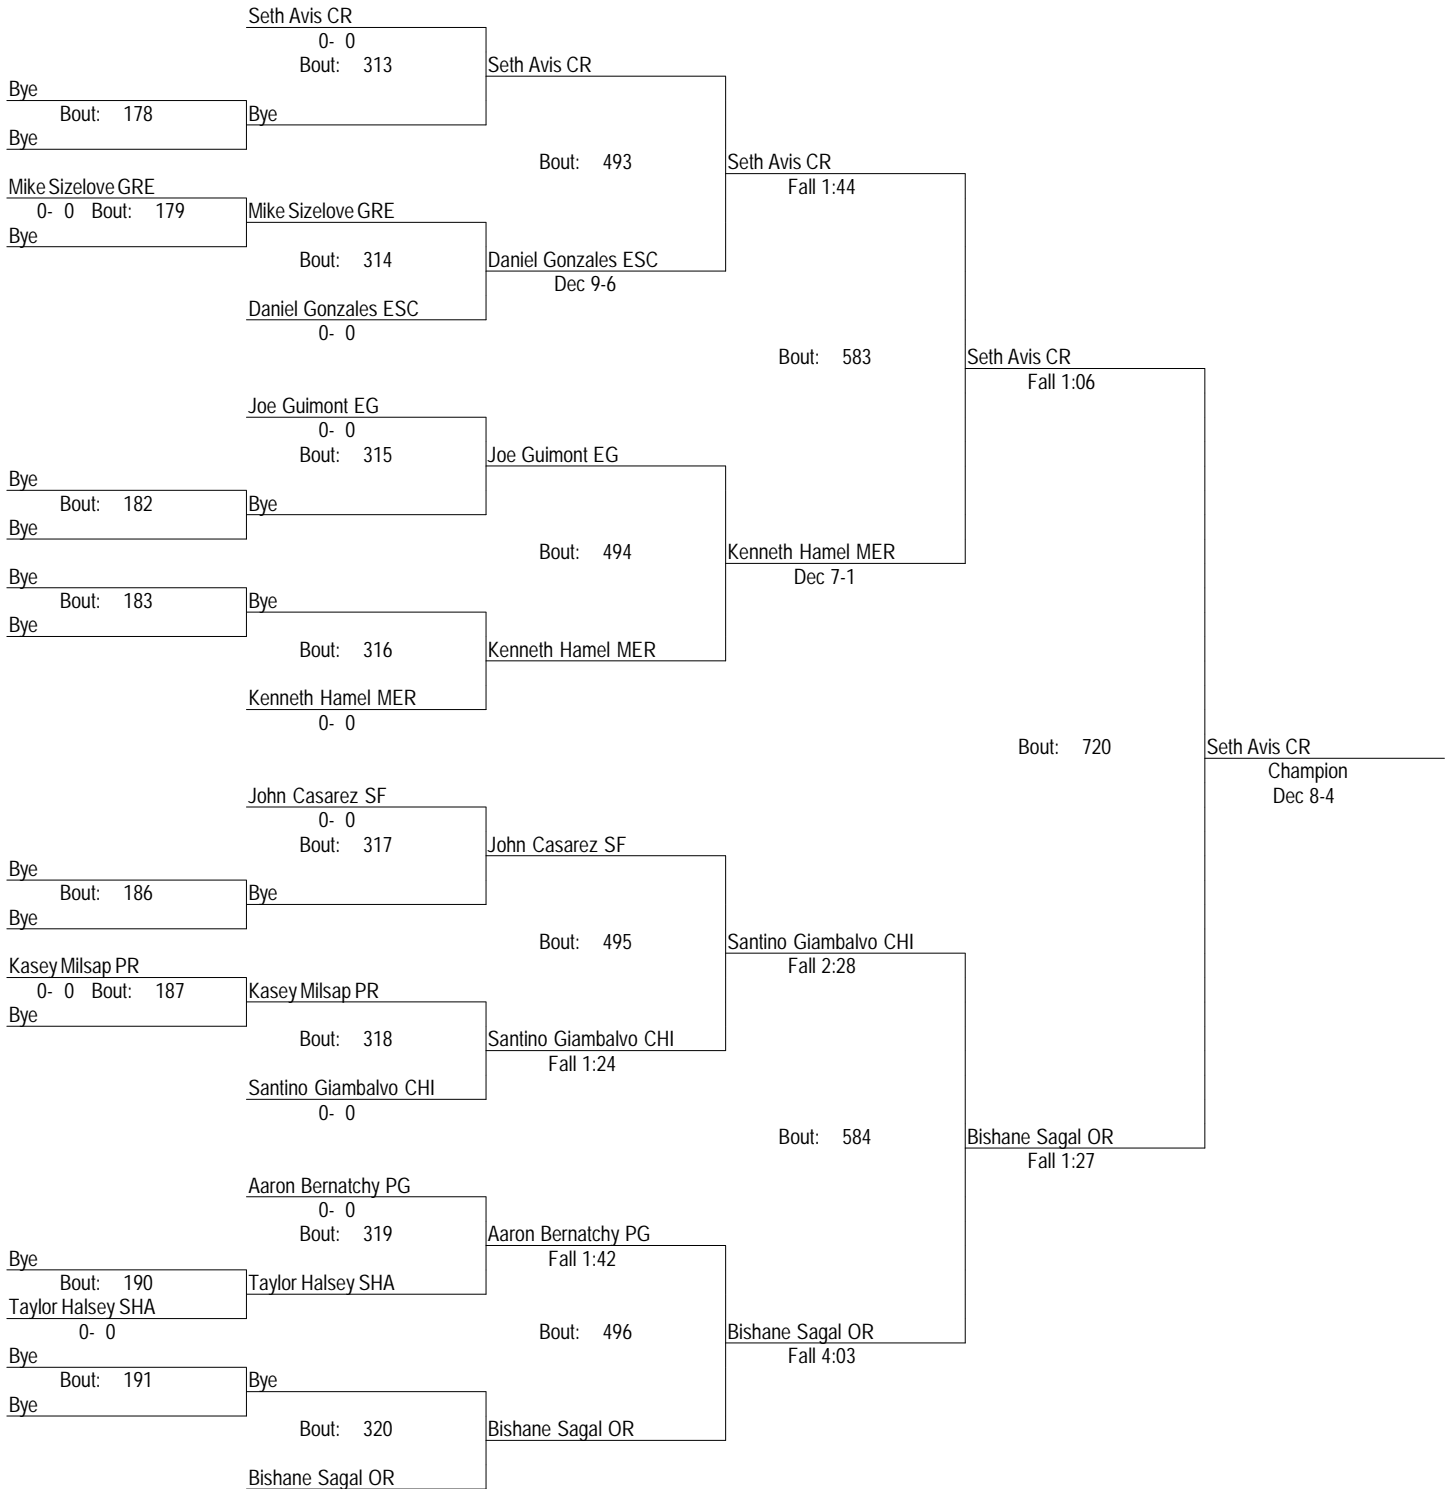 Seth Avis CR
0- 0
Bout: 313
Seth Avis CR
Bye
Bout: 178
Bye
Bye
Bout: 493
Seth Avis CR
Fall 1:44
Mike Sizelove GRE
0- 0 Bout: 179
Mike Sizelove GRE
Bye
Bout: 314
Daniel Gonzales ESC
Dec 9-6
Daniel Gonzales ESC
0- 0
Bout: 583
Seth Avis CR
Fall 1:06
Joe Guimont EG
0- 0
Bout: 315
Joe Guimont EG
Bye
Bout: 182
Bye
Bye
Bout: 494
Kenneth Hamel MER
Dec 7-1
Bye
Bout: 183
Bye
Bye
Bout: 316
Kenneth Hamel MER
Kenneth Hamel MER
0- 0
Bout: 720
Seth Avis CR
Champion
Dec 8-4
John Casarez SF
0- 0
Bout: 317
John Casarez SF
Bye
Bout: 186
Bye
Bye
Bout: 495
Santino Giambalvo CHI
Fall 2:28
Kasey Milsap PR
0- 0 Bout: 187
Kasey Milsap PR
Bye
Bout: 318
Santino Giambalvo CHI
Fall 1:24
Santino Giambalvo CHI
0- 0
Bout: 584
Bishane Sagal OR
Fall 1:27
Aaron Bernatchy PG
0- 0
Bout: 319
Aaron Bernatchy PG
Fall 1:42
Bye
Bout: 190
Taylor Halsey SHA
Taylor Halsey SHA
0- 0
Bout: 496
Bishane Sagal OR
Fall 4:03
Bye
Bout: 191
Bye
Bye
Bout: 320
Bishane Sagal OR
Bishane Sagal OR